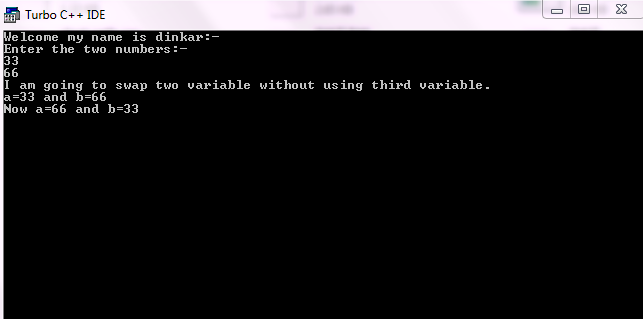 Turbo C++ IDE
Welcome my name is dinkar:-
Enter the two numbers:-
33
66
I am going to swap two variable without using third variable.
a=33 and b=66
Now a=66 and b=33